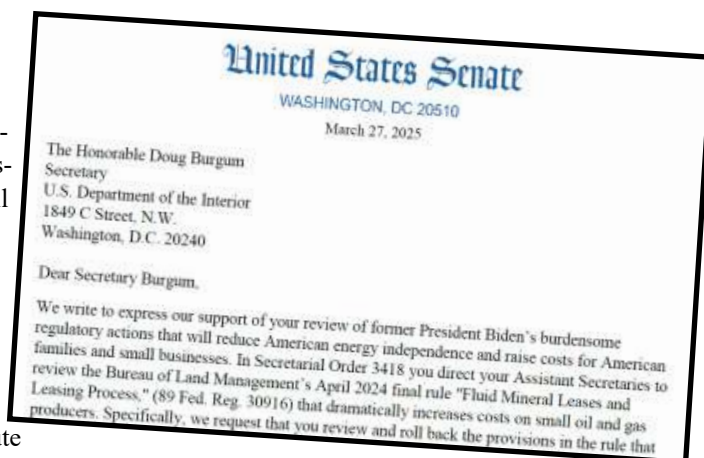 United States Senate
WASHINGTON, DC 20510
March 27, 2025
The Honorable Doug Burgum
Secretary
U.S. Department of the Interior
1849 C Street, N.W.
Washington, D.C. 20240
Dear Secretary Burgum,
We write to express our support of your review of former President Biden's burdensome
regulatory actions that will reduce American energy independence and raise costs for American
families and small businesses. In Secretarial Order 3418 you direct your Assistant Secretaries to
review the Bureau of Land Management's April 2024 final rule "Fluid Mineral Leases and
Leasing Process," (89 Fed. Reg. 30916) that dramatically increases costs on small oil and gas
producers. Specifically, we request that you review and roll back the provisions in the rule that